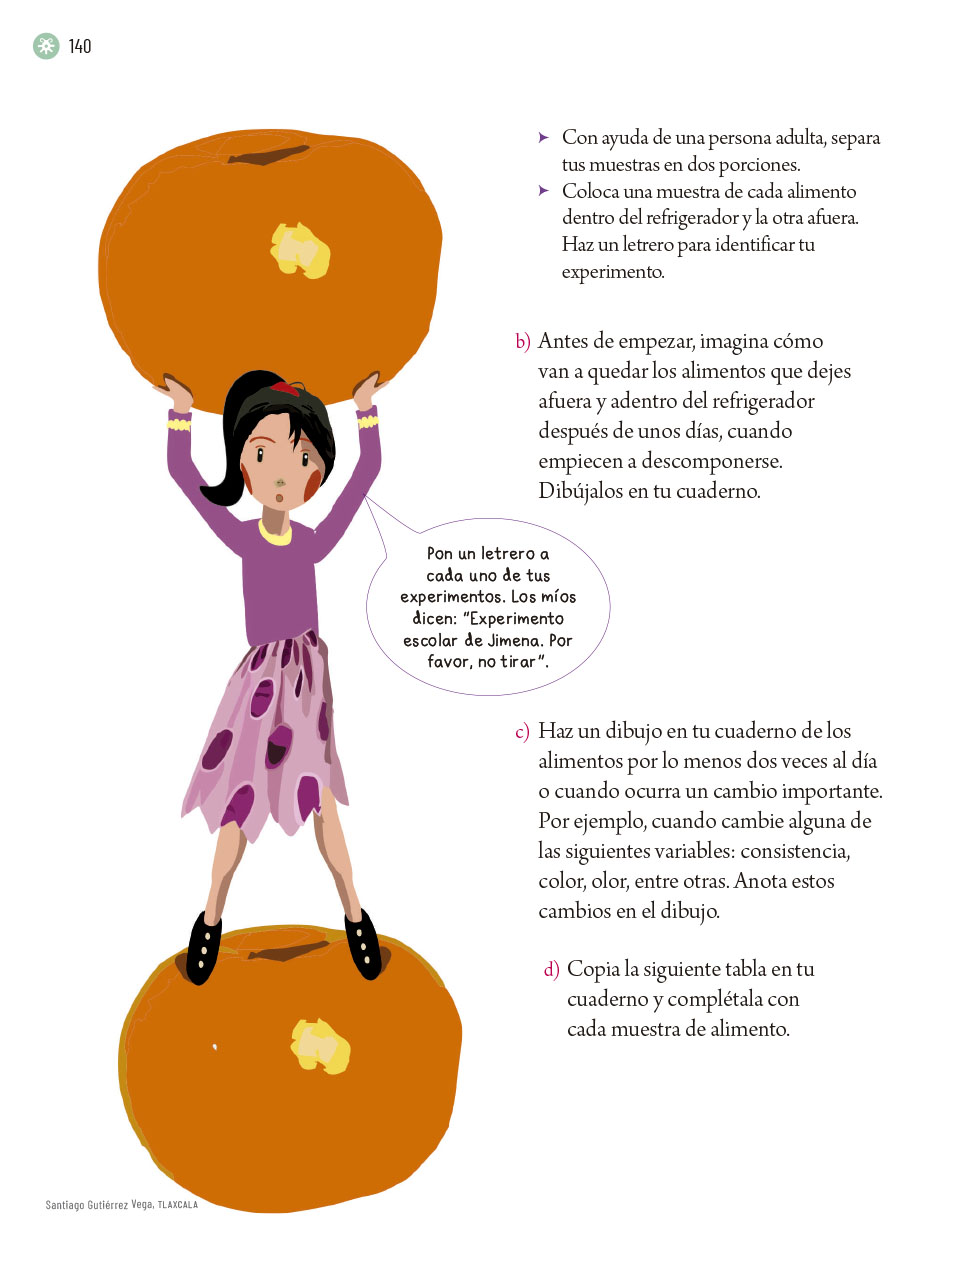 140
Con ayuda de una persona adulta, separa
tus muestras en dos porciones.
Coloca una muestra de cada alimento
dentro del refrigerador y la otra afuera.
Haz un letrero para identificar tu
experimento.
b) Antes de empezar, imagina cómo
van a quedar los alimentos que dejes
afuera y adentro del refrigerador
después de unos días, cuando
empiecen a descomponerse.
Dibújalos en tu cuaderno.
Pon un letrero a
cada uno de tus
experimentos. Los míos
dicen: “Experimento
escolar de Jimena. Por
favor, no tirar”.
c) Haz un dibujo en tu cuaderno de los
alimentos por lo menos dos veces al día
o cuando ocurra un cambio importante.
Por ejemplo, cuando cambie alguna de
las siguientes variables: consistencia,
color, olor, entre otras. Anota estos
cambios en el dibujo.
d) Copia la siguiente tabla en tu
cuaderno y complétala con
cada muestra de alimento.
Santiago Gutiérrez Vega, TLAXCALA